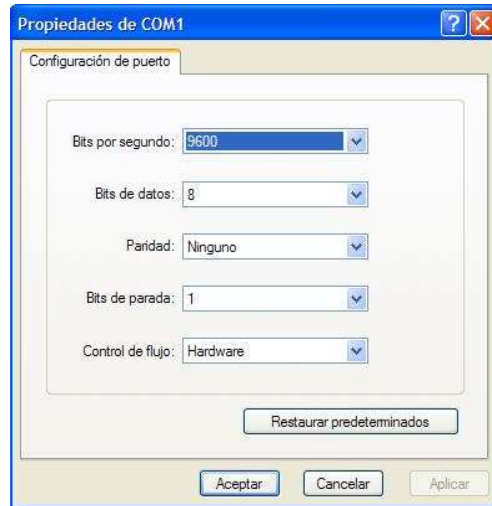 Propiedades de COM1
Configuración de puerto
Bits por segundo: 9600
Bits de datos: 8
Paridad: Ninguno
Bits de parada: 1
Control de flujo: Hardware
Restaurar predeterminados
Aceptar Cancelar Aplicar